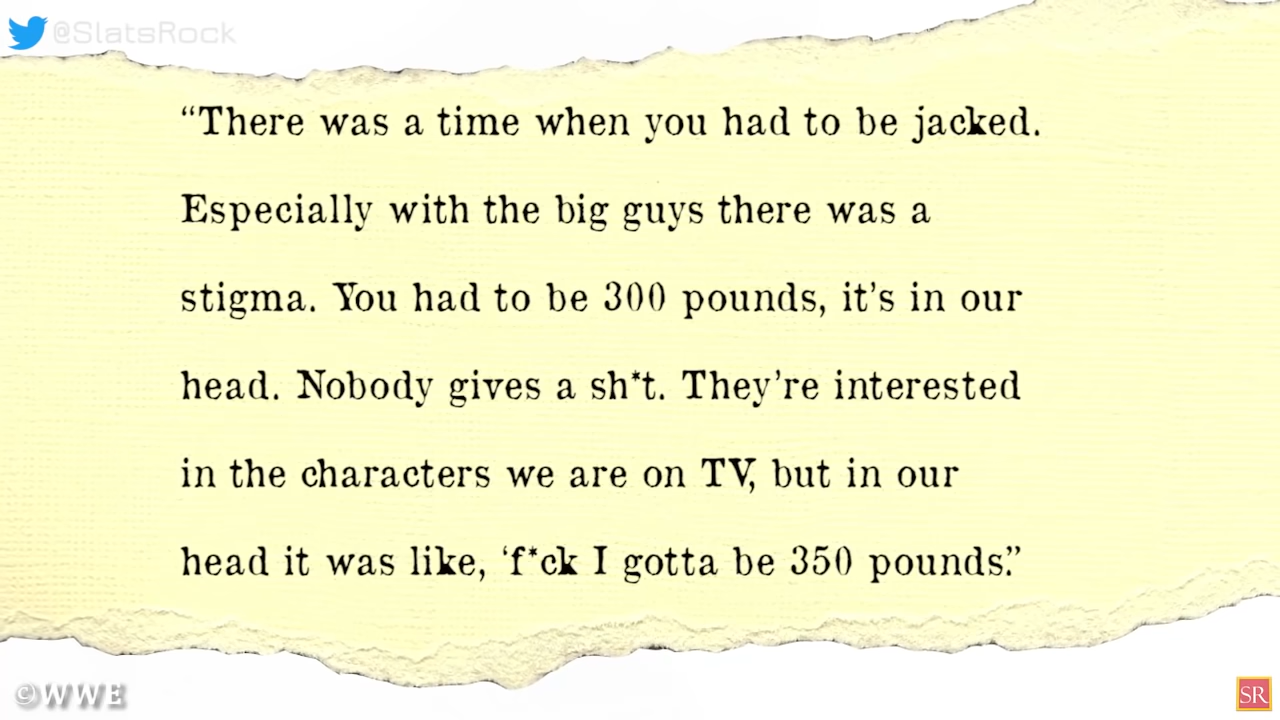 @SlatsRock
“There was a time when you had to be jacked.
Especially with the big guys there was a
stigma. You had to be 300 pounds, it’s in our
head. Nobody gives a sh*t. They’re interested
in the characters we are on TV, but in our
head it was like, ‘f*ck I gotta be 350 pounds.”
©WWE
SR